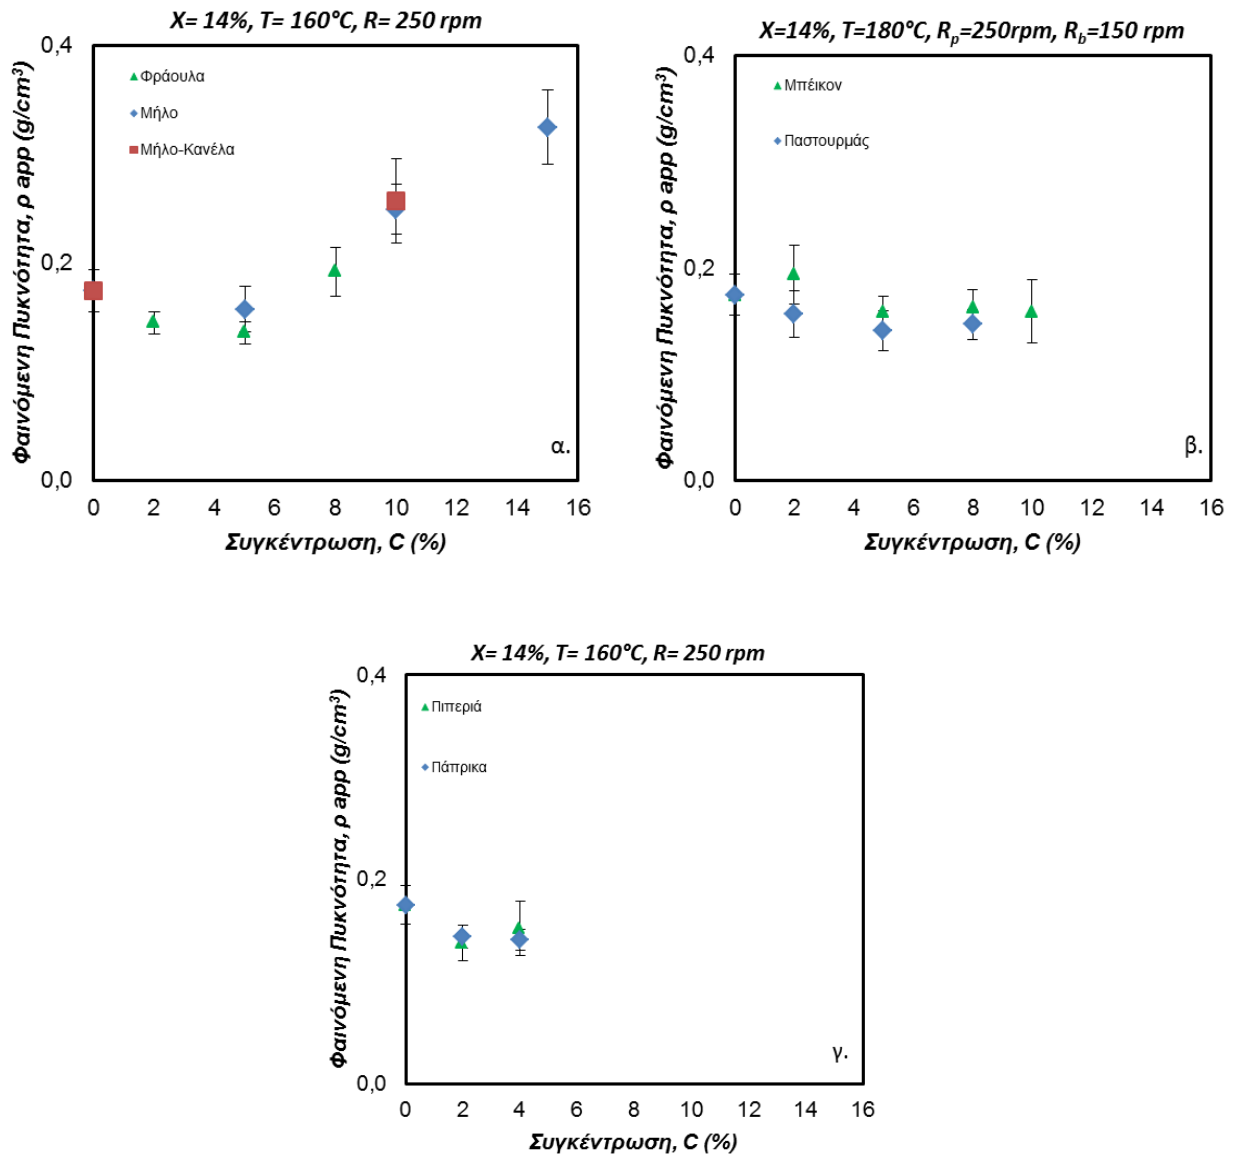 X= 14%, T= 160°C, R= 250 rpm
Φαινόμενη Πυκνότητα, ρ app (g/cm³)
0,4
0,2
0,0
Φράουλα
Μήλο
Μήλο-Κανέλα
α.
0 2 4 6 8 10 12 14 16
Συγκέντρωση, C (%)
X=14%, T=180°C, Rp=250rpm, Rb=150 rpm
Φαινόμενη Πυκνότητα, ρ app (g/cm³)
0,4
0,2
0,0
Μπέικον
Παστουρμάς
β.
0 2 4 6 8 10 12 14 16
Συγκέντρωση, C (%)
X= 14%, T= 160°C, R= 250 rpm
Φαινόμενη Πυκνότητα, ρ app (g/cm³)
0,4
0,2
0,0
Πιπεριά
Πάπρικα
γ.
0 2 4 6 8 10 12 14 16
Συγκέντρωση, C (%)